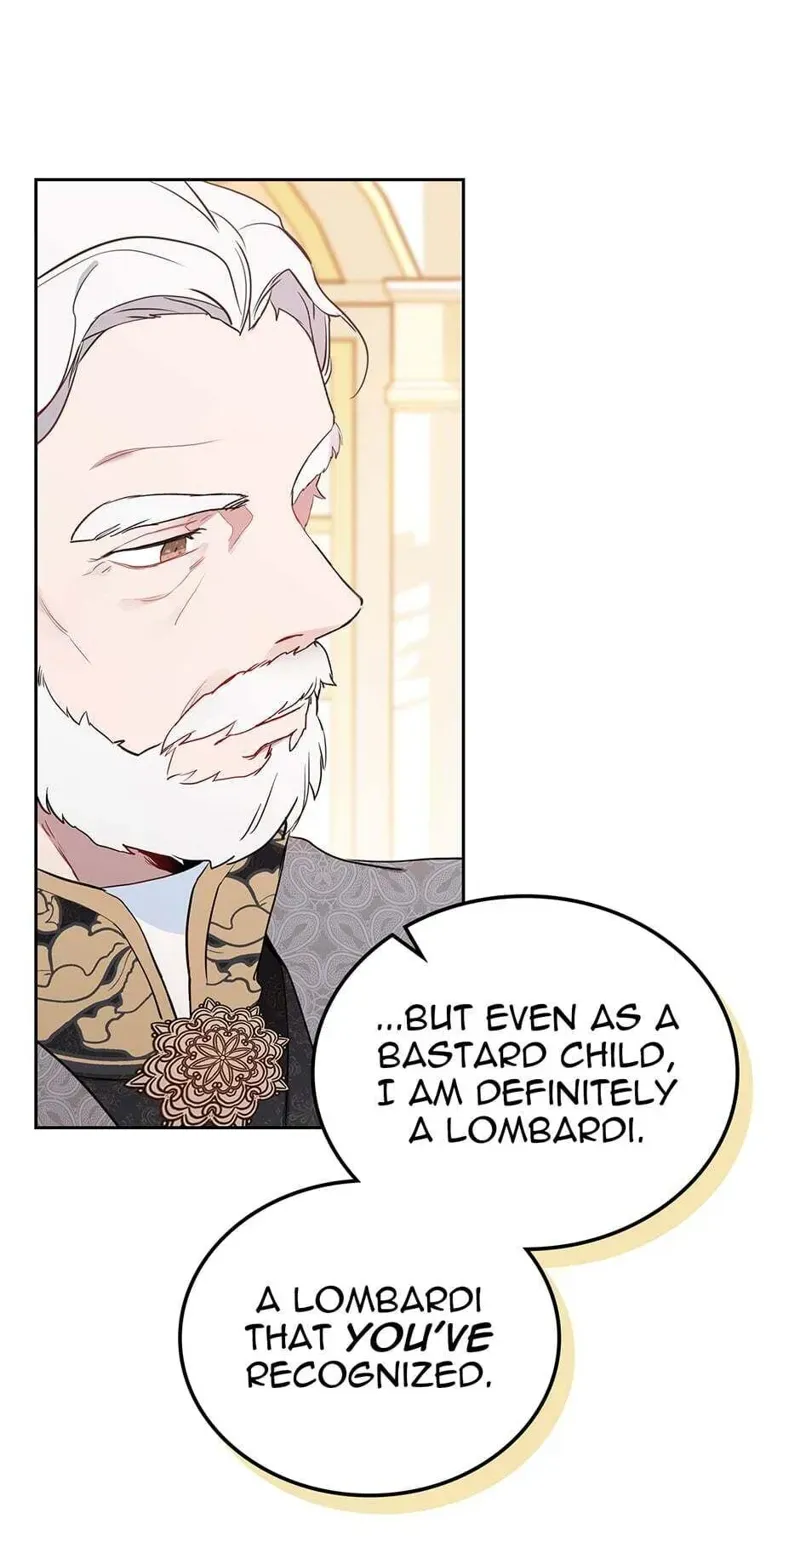 ...BUT EVEN AS A
BASTARD CHILD,
I AM DEFINITELY
A LOMBARDI.
A LOMBARDI
THAT YOU'VE
RECOGNIZED.